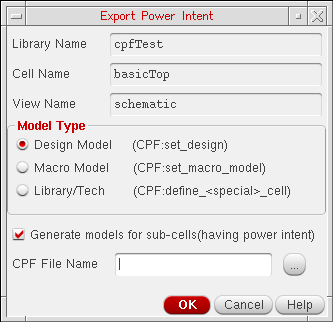 Export Power Intent
Library Name cpfTest
Cell Name basicTop
View Name schematic
Model Type
Design Model (CPF:set_design)
Macro Model (CPF:set_macro_model)
Library/Tech (CPF:define_<special>_cell)
Generate models for sub-cells(having power intent)
CPF File Name ...
OK Cancel Help